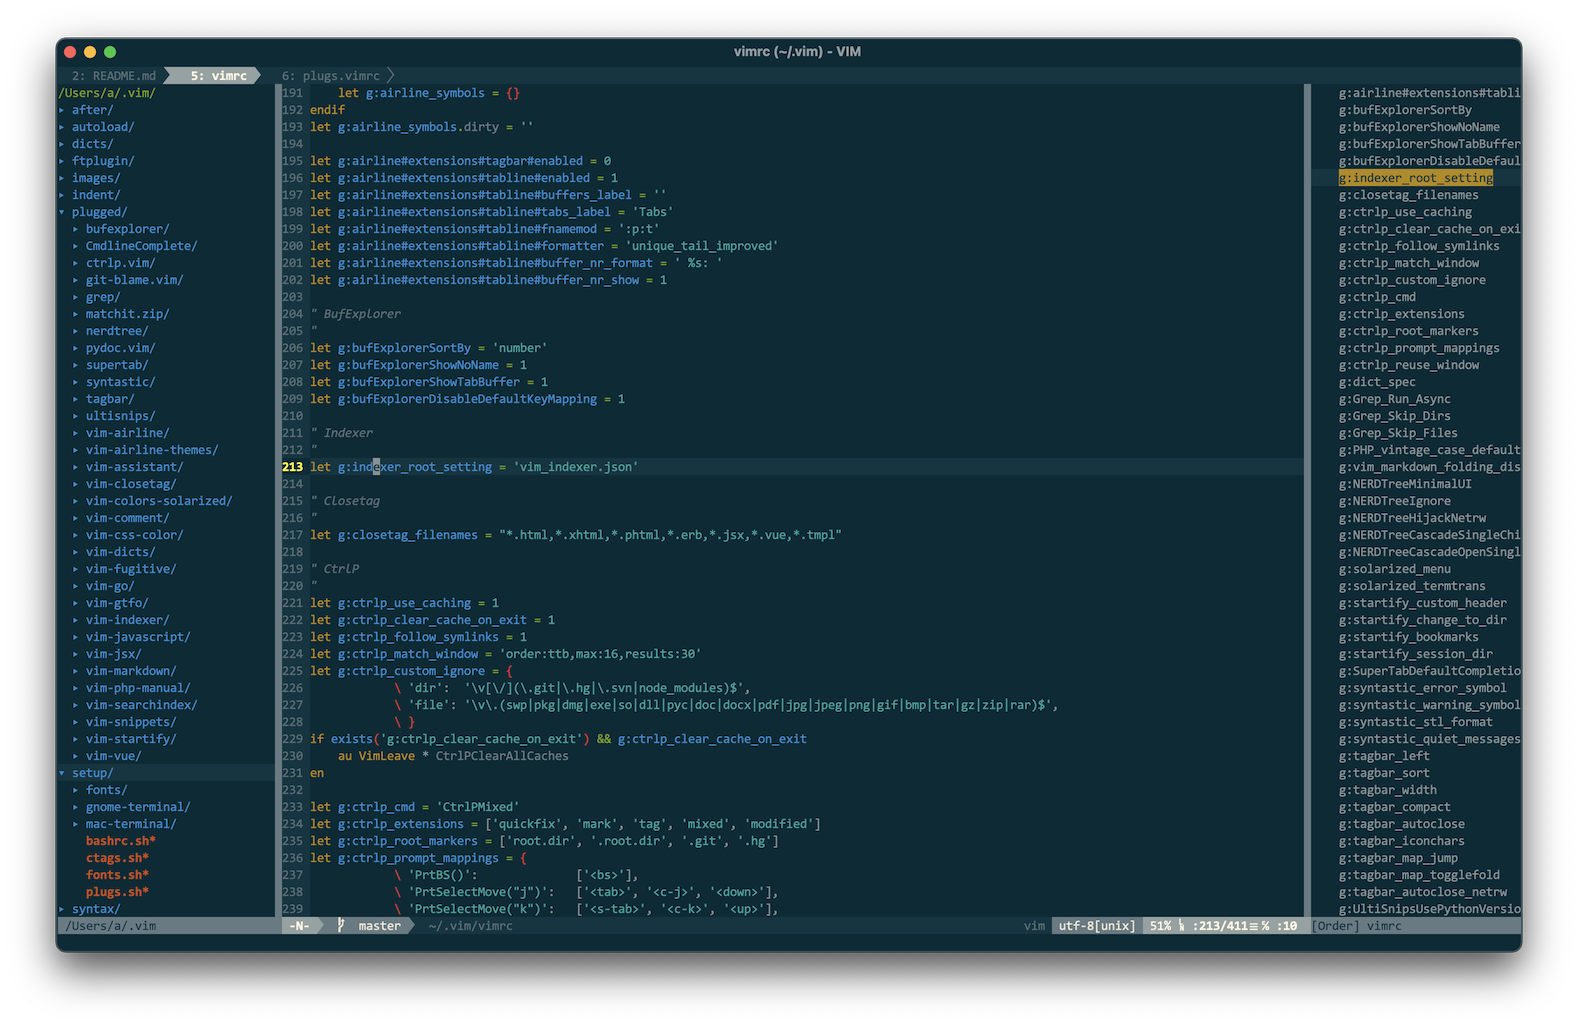 vimrc (~/.vim) - VIM
2: README.md
5: vimrc
6: plugs.vimrc
/Users/a/.vim/
▸ after/
▸ autoload/
▸ dicts/
▸ ftplugin/
▸ images/
▸ indent/
▾ plugged/
▸ bufexplorer/
▸ CmdlineComplete/
▸ ctrlp.vim/
▸ git-blame.vim/
▸ grep/
▸ matchit.zip/
▸ nerdtree/
▸ pydoc.vim/
▸ supertab/
▸ syntastic/
▸ tagbar/
▸ ultisnips/
▸ vim-airline/
▸ vim-airline-themes/
▸ vim-assistant/
▸ vim-closetag/
▸ vim-colors-solarized/
▸ vim-comment/
▸ vim-css-color/
▸ vim-dicts/
▸ vim-fugitive/
▸ vim-go/
▸ vim-gtfo/
▸ vim-indexer/
▸ vim-javascript/
▸ vim-jsx/
▸ vim-markdown/
▸ vim-php-manual/
▸ vim-searchindex/
▸ vim-snippets/
▸ vim-startify/
▸ vim-vue/
▾ setup/
▸ fonts/
▸ gnome-terminal/
▸ mac-terminal/
bashrc.sh*
ctags.sh*
fonts.sh*
plugs.sh*
▸ syntax/
/Users/a/.vim
191 let g:airline_symbols = {}
192 endif
193 let g:airline_symbols.dirty = ''
194
195 let g:airline#extensions#tagbar#enabled = 0
196 let g:airline#extensions#tabline#enabled = 1
197 let g:airline#extensions#tabline#buffers_label = ''
198 let g:airline#extensions#tabline#tabs_label = 'Tabs'
199 let g:airline#extensions#tabline#fnamemod = ':p:t'
200 let g:airline#extensions#tabline#formatter = 'unique_tail_improved'
201 let g:airline#extensions#tabline#buffer_nr_format = ' %s: '
202 let g:airline#extensions#tabline#buffer_nr_show = 1
203
204 " BufExplorer
205 "
206 let g:bufExplorerSortBy = 'number'
207 let g:bufExplorerShowNoName = 1
208 let g:bufExplorerShowTabBuffer = 1
209 let g:bufExplorerDisableDefaultKeyMapping = 1
210
211 " Indexer
212 "
213 let g:indexer_root_setting = 'vim_indexer.json'
214
215 " Closetag
216 "
217 let g:closetag_filenames = "*.html,*.xhtml,*.phtml,*.erb,*.jsx,*.vue,*.tmpl"
218
219 " CtrlP
220 "
221 let g:ctrlp_use_caching = 1
222 let g:ctrlp_clear_cache_on_exit = 1
223 let g:ctrlp_follow_symlinks = 1
224 let g:ctrlp_match_window = 'order:ttb,max:16,results:30'
225 let g:ctrlp_custom_ignore = {
226 \ 'dir':  '\v[\/](\.git|\.hg|\.svn|node_modules)$',
227 \ 'file': '\v\.(swp|pkg|dmg|exe|so|dll|pyc|doc|docx|pdf|jpg|jpeg|png|gif|bmp|tar|gz|zip|rar)$',
228 \ }
229 if exists('g:ctrlp_clear_cache_on_exit') && g:ctrlp_clear_cache_on_exit
230 au VimLeave * CtrlPClearAllCaches
231 en
232
233 let g:ctrlp_cmd = 'CtrlPMixed'
234 let g:ctrlp_extensions = ['quickfix', 'mark', 'tag', 'mixed', 'modified']
235 let g:ctrlp_root_markers = ['root.dir', '.root.dir', '.git', '.hg']
236 let g:ctrlp_prompt_mappings = {
237 \ 'PrtBS()': ['<bs>'],
238 \ 'PrtSelectMove("j")': ['<tab>', '<c-j>', '<down>'],
239 \ 'PrtSelectMove("k")': ['<s-tab>', '<c-k>', '<up>'],
-N- master ~/.vim/vimrc vim utf-8[unix] 51% :213/411≡% :10
g:airline#extensions#tabli
g:bufExplorerSortBy
g:bufExplorerShowNoName
g:bufExplorerShowTabBuffer
g:bufExplorerDisableDefaul
g:indexer_root_setting
g:closetag_filenames
g:ctrlp_use_caching
g:ctrlp_clear_cache_on_exi
g:ctrlp_follow_symlinks
g:ctrlp_match_window
g:ctrlp_custom_ignore
g:ctrlp_cmd
g:ctrlp_extensions
g:ctrlp_root_markers
g:ctrlp_prompt_mappings
g:ctrlp_reuse_window
g:dict_spec
g:Grep_Run_Async
g:Grep_Skip_Dirs
g:Grep_Skip_Files
g:PHP_vintage_case_default
g:vim_markdown_folding_dis
g:NERDTreeMinimalUI
g:NERDTreeIgnore
g:NERDTreeHijackNetrw
g:NERDTreeCascadeSingleChi
g:NERDTreeCascadeOpenSingl
g:solarized_menu
g:solarized_termtrans
g:startify_custom_header
g:startify_change_to_dir
g:startify_bookmarks
g:startify_session_dir
g:SuperTabDefaultCompletio
g:syntastic_error_symbol
g:syntastic_warning_symbol
g:syntastic_stl_format
g:syntastic_quiet_messages
g:tagbar_left
g:tagbar_sort
g:tagbar_width
g:tagbar_compact
g:tagbar_autoclose
g:tagbar_iconchars
g:tagbar_map_jump
g:tagbar_map_togglefold
g:tagbar_autoclose_netrw
g:UltiSnipsUsePythonVersio
[Order] vimrc